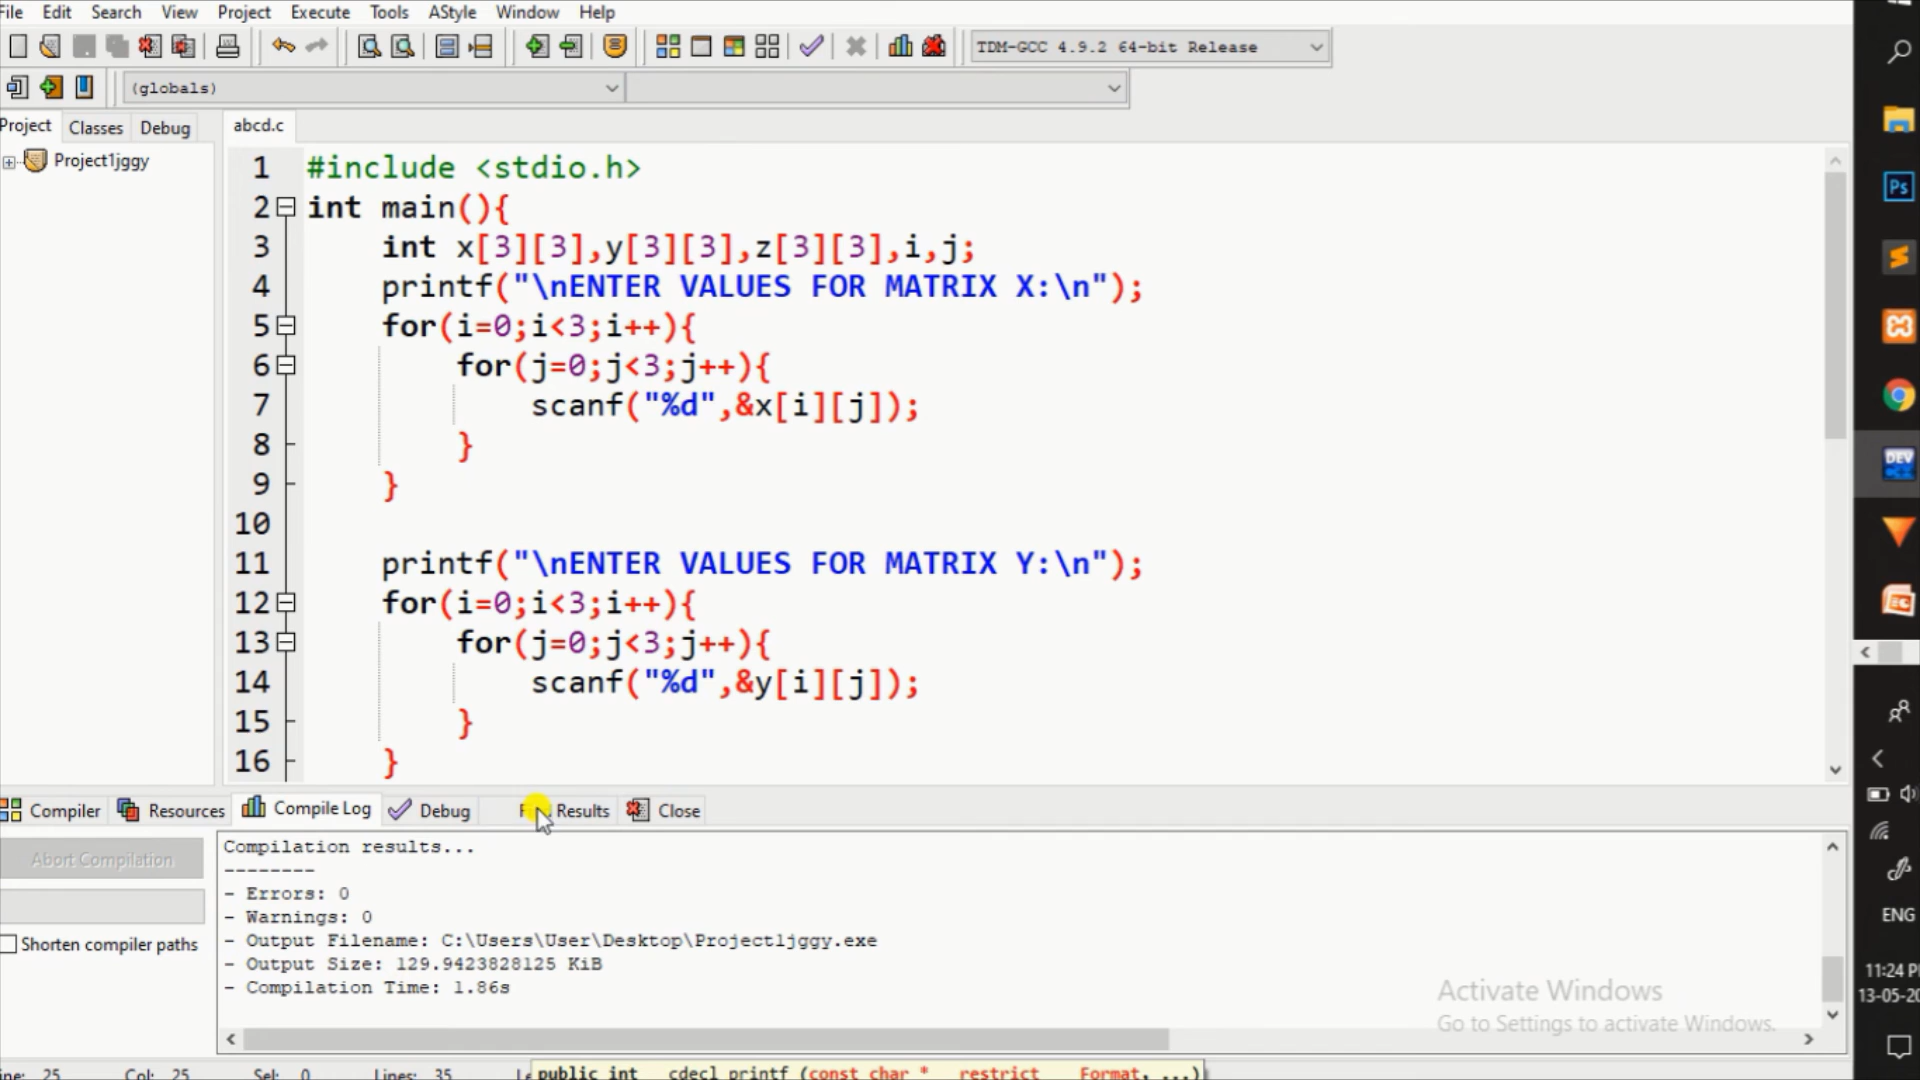 File Edit Search View Project Execute Tools AStyle Window Help
TDM-GCC 4.9.2 64-bit Release
(globals)
Project Classes Debug abcd.c
Project1jggy
1 #include <stdio.h>
2 int main(){
3 int x[3][3],y[3][3],z[3][3],i,j;
4 printf("\nENTER VALUES FOR MATRIX X:\n");
5 for(i=0;i<3;i++){
6 for(j=0;j<3;j++){
7 scanf("%d",&x[i][j]);
8 }
9 }
10
11 printf("\nENTER VALUES FOR MATRIX Y:\n");
12 for(i=0;i<3;i++){
13 for(j=0;j<3;j++){
14 scanf("%d",&y[i][j]);
15 }
16 }
Compiler Resources Compile Log Debug Results Close
Abort Compilation
Shorten compiler paths
Compilation results...
--------
- Errors: 0
- Warnings: 0
- Output Filename: C:\Users\User\Desktop\Project1jggy.exe
- Output Size: 129.9423828125 KiB
- Compilation Time: 1.86s
Activate Windows
Go to Settings to activate Windows.
25 Col: 25 Sel: 0 Lines: 35
public int cdecl printf (const char * restrict Format, ...)
Ps
DEV
C++
ENG
11:24
13-05-20